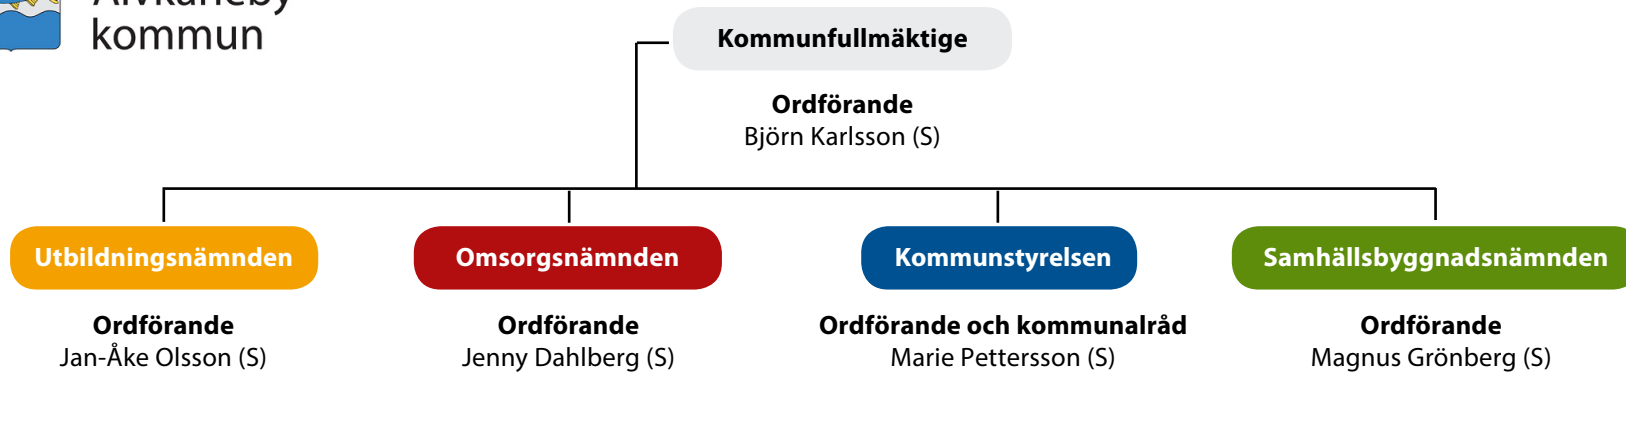 Älvkarleby
kommun
Kommunfullmäktige
Ordförande
Björn Karlsson (S)
Utbildningsnämnden
Omsorgsnämnden
Kommunstyrelsen
Samhällsbyggnadsnämnden
Ordförande
Jan-Åke Olsson (S)
Ordförande
Jenny Dahlberg (S)
Ordförande och kommunalråd
Marie Pettersson (S)
Ordförande
Magnus Grönberg (S)